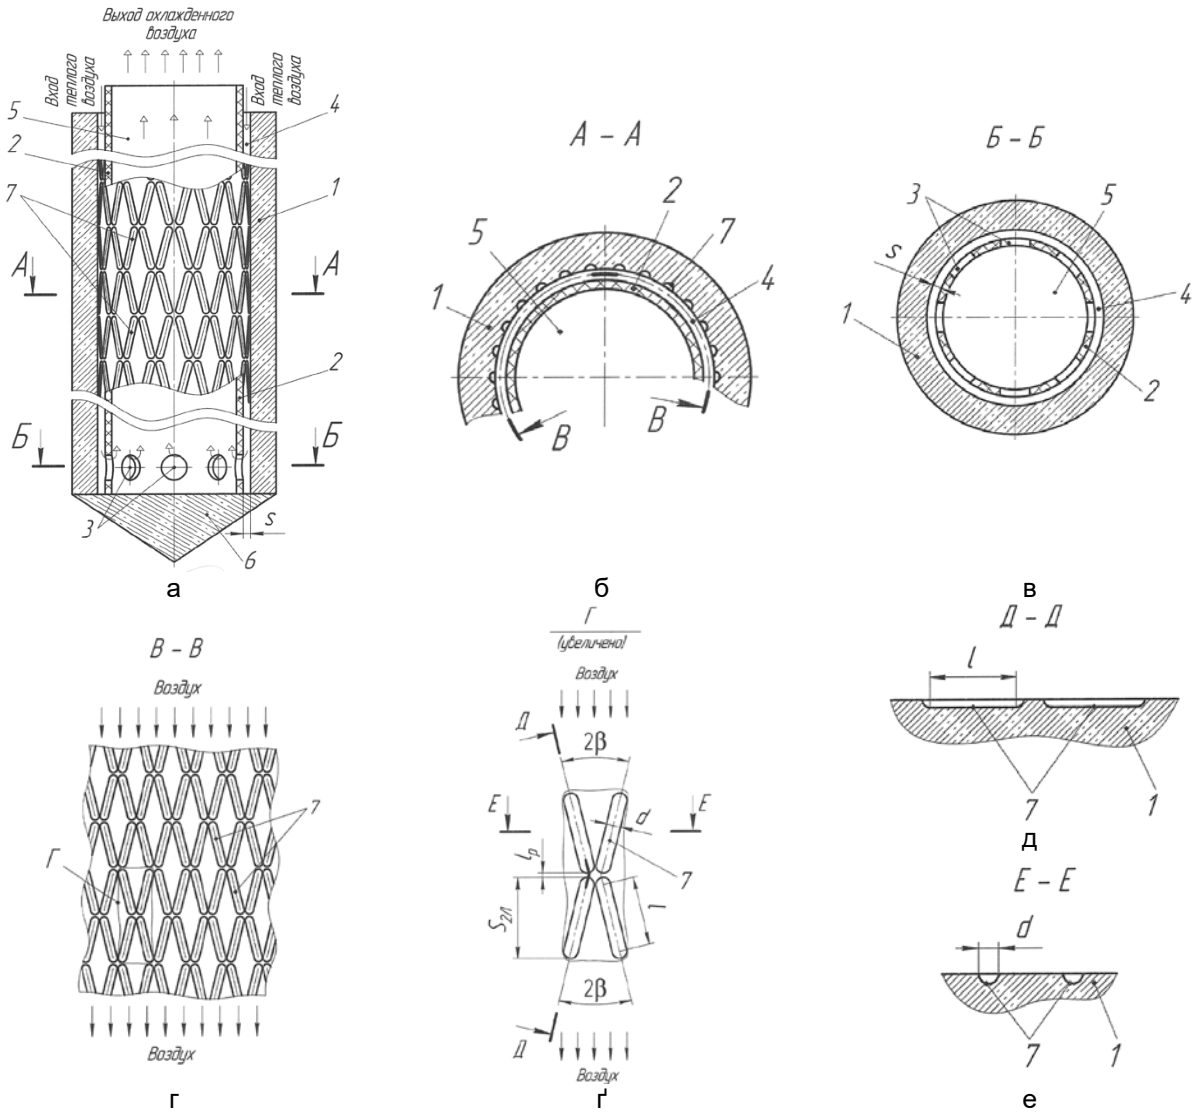 Выход охлажденного
воздуха
Вход
теплого
воздуха
Вход
теплого
воздуха
5
4
2
7
1
А
А
2
Б
Б
3
s
6
а
А – А
2
7
5
1
4
В
В
б
Б – Б
3
5
s
1
4
2
в
В – В
Воздух
7
Г
Воздух
г
Г
(увеличено)
Воздух
Д
2β
Е
Е
d
lр
7
S2л
l
2β
Д
Воздух
ґ
Д – Д
l
7
1
д
Е – Е
d
7
1
е